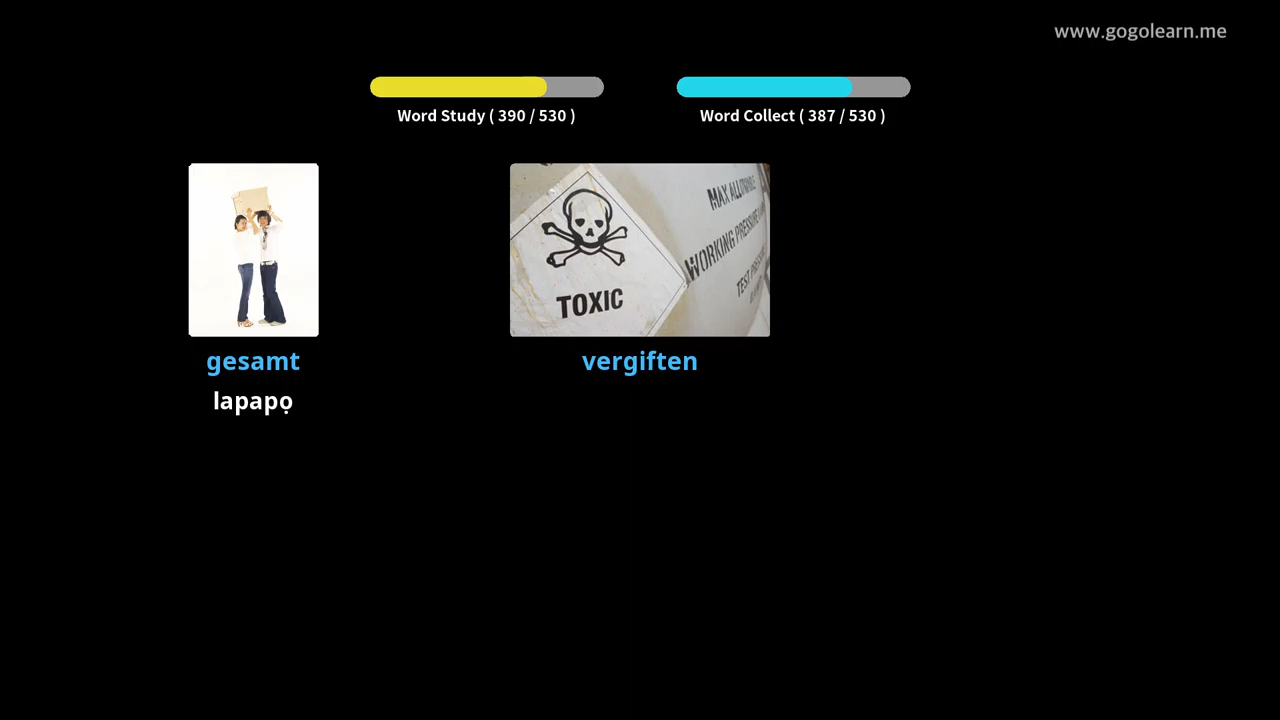 www.gogolearn.me
Word Study ( 390 / 530 )
Word Collect ( 387 / 530 )
TOXIC
MAX ALLOWABLE
WORKING PRESSURE
TEST
gesamt
vergiften
lapapọ